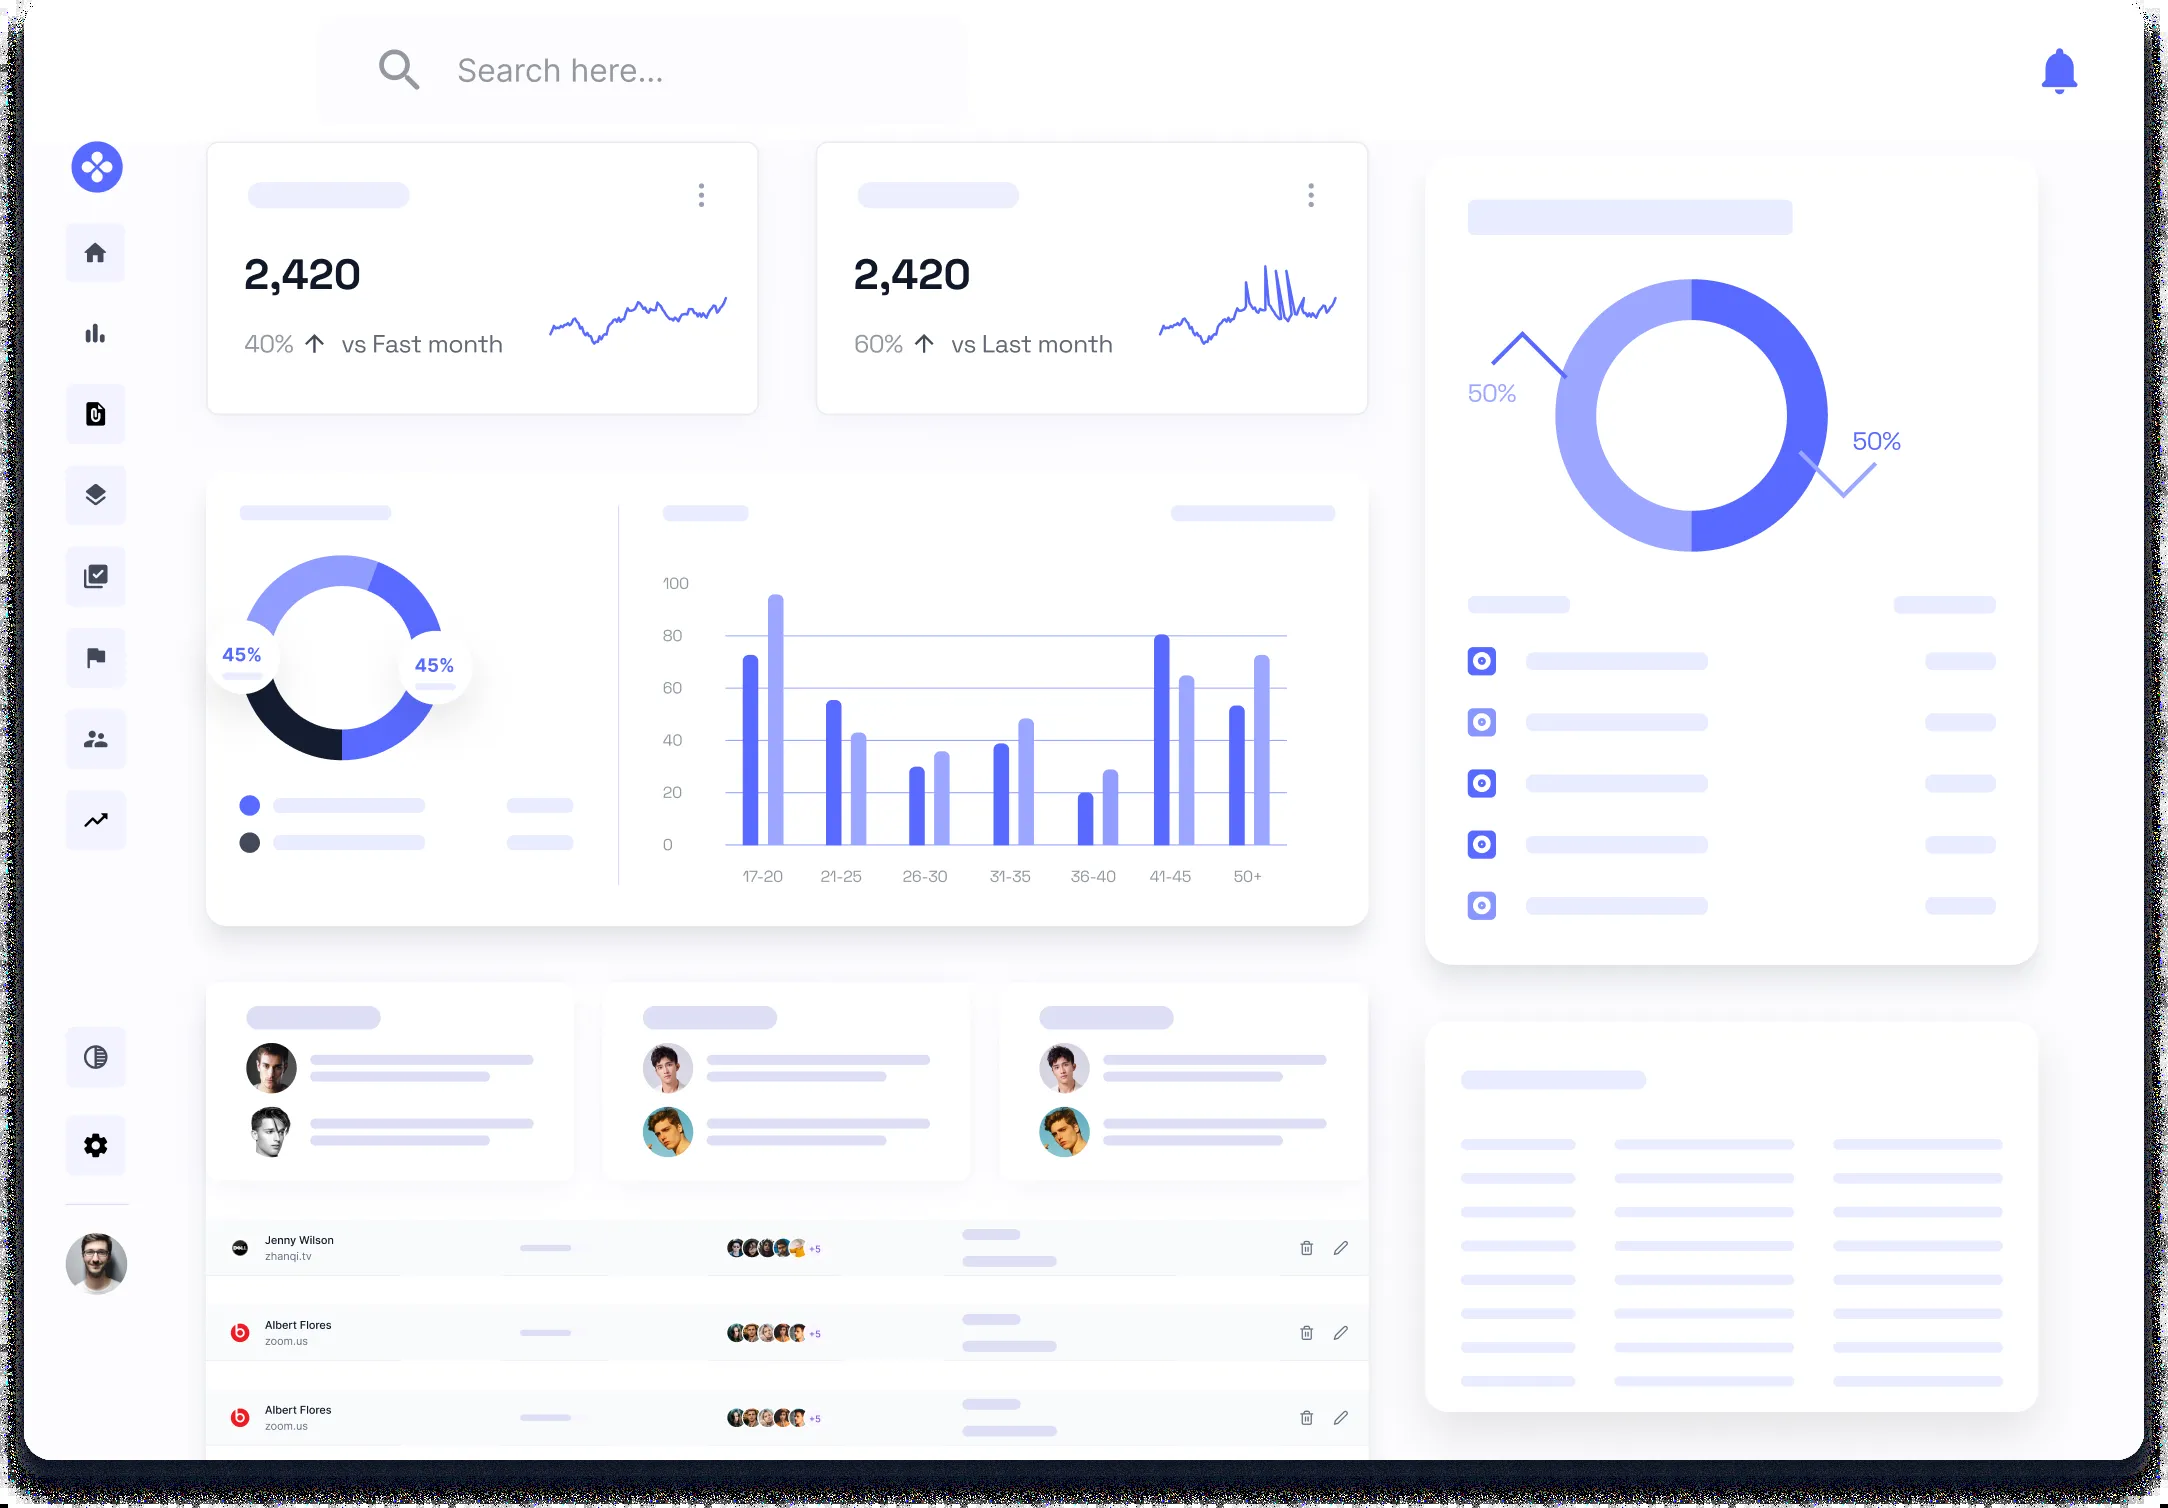 Search here...
2,420
40% ↑ vs Fast month
2,420
60% ↑ vs Last month
50%
50%
45%
45%
100
80
60
40
20
0
17-20 21-25 26-30 31-35 36-40 41-45 50+
DELL
Jenny Wilson
zhanqi.tv
+5
Albert Flores
zoom.us
+5
Albert Flores
zoom.us
+5